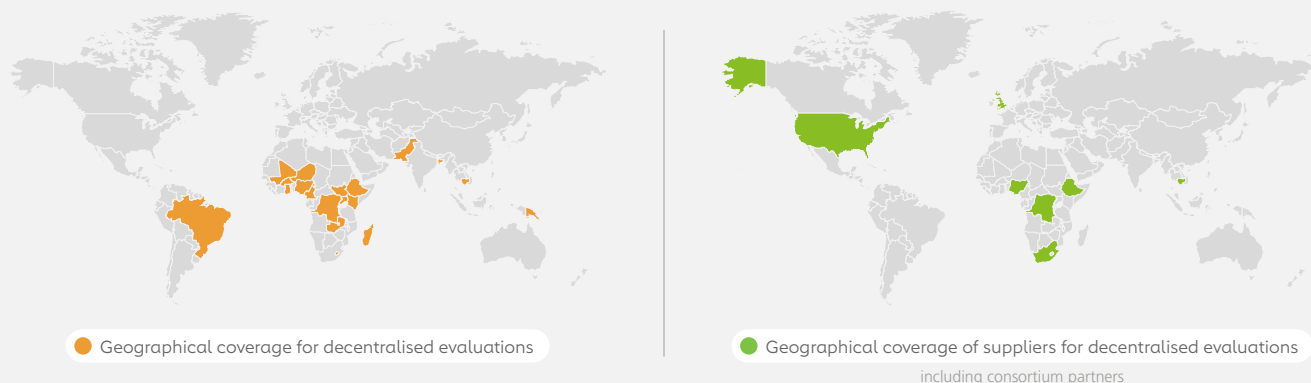 Geographical coverage for decentralised evaluations
Geographical coverage of suppliers for decentralised evaluations
including consortium partners